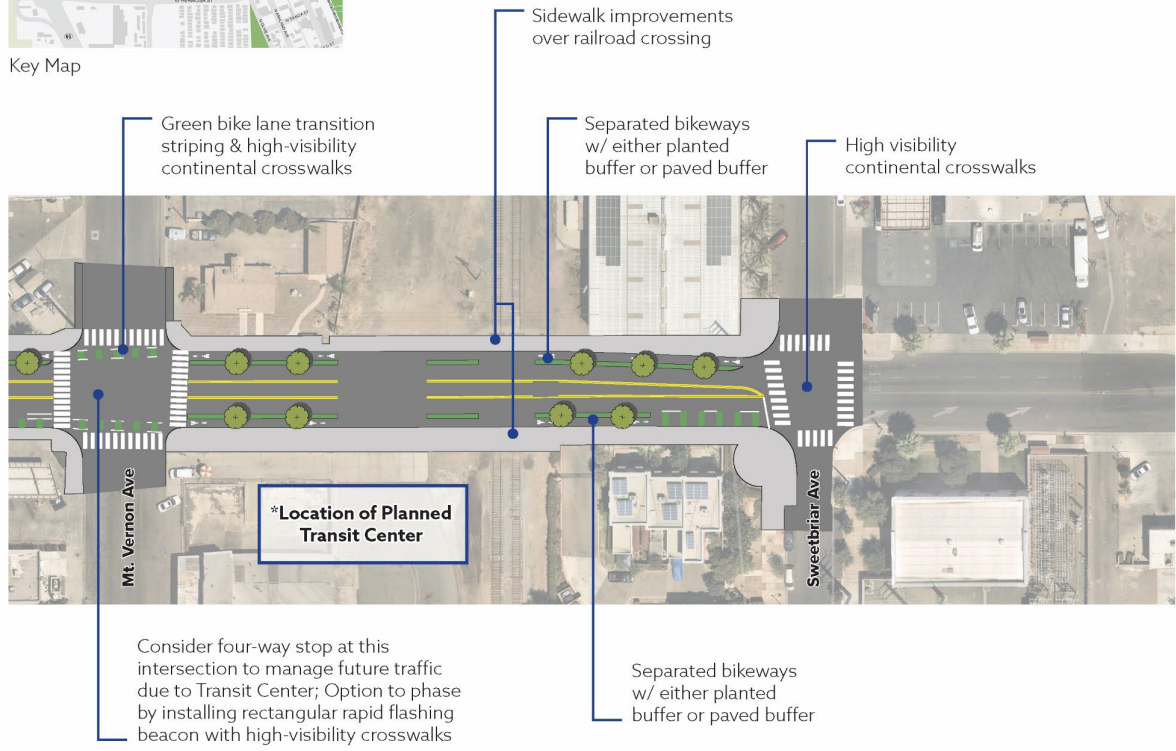 W HERMOSA ST
65
Key Map
Sidewalk improvements
over railroad crossing
Green bike lane transition
striping & high-visibility
continental crosswalks
Separated bikeways
w/ either planted
buffer or paved buffer
High visibility
continental crosswalks
Mt. Vernon Ave
*Location of Planned
Transit Center
Sweetbriar Ave
Consider four-way stop at this
intersection to manage future traffic
due to Transit Center; Option to phase
by installing rectangular rapid flashing
beacon with high-visibility crosswalks
Separated bikeways
w/ either planted
buffer or paved buffer